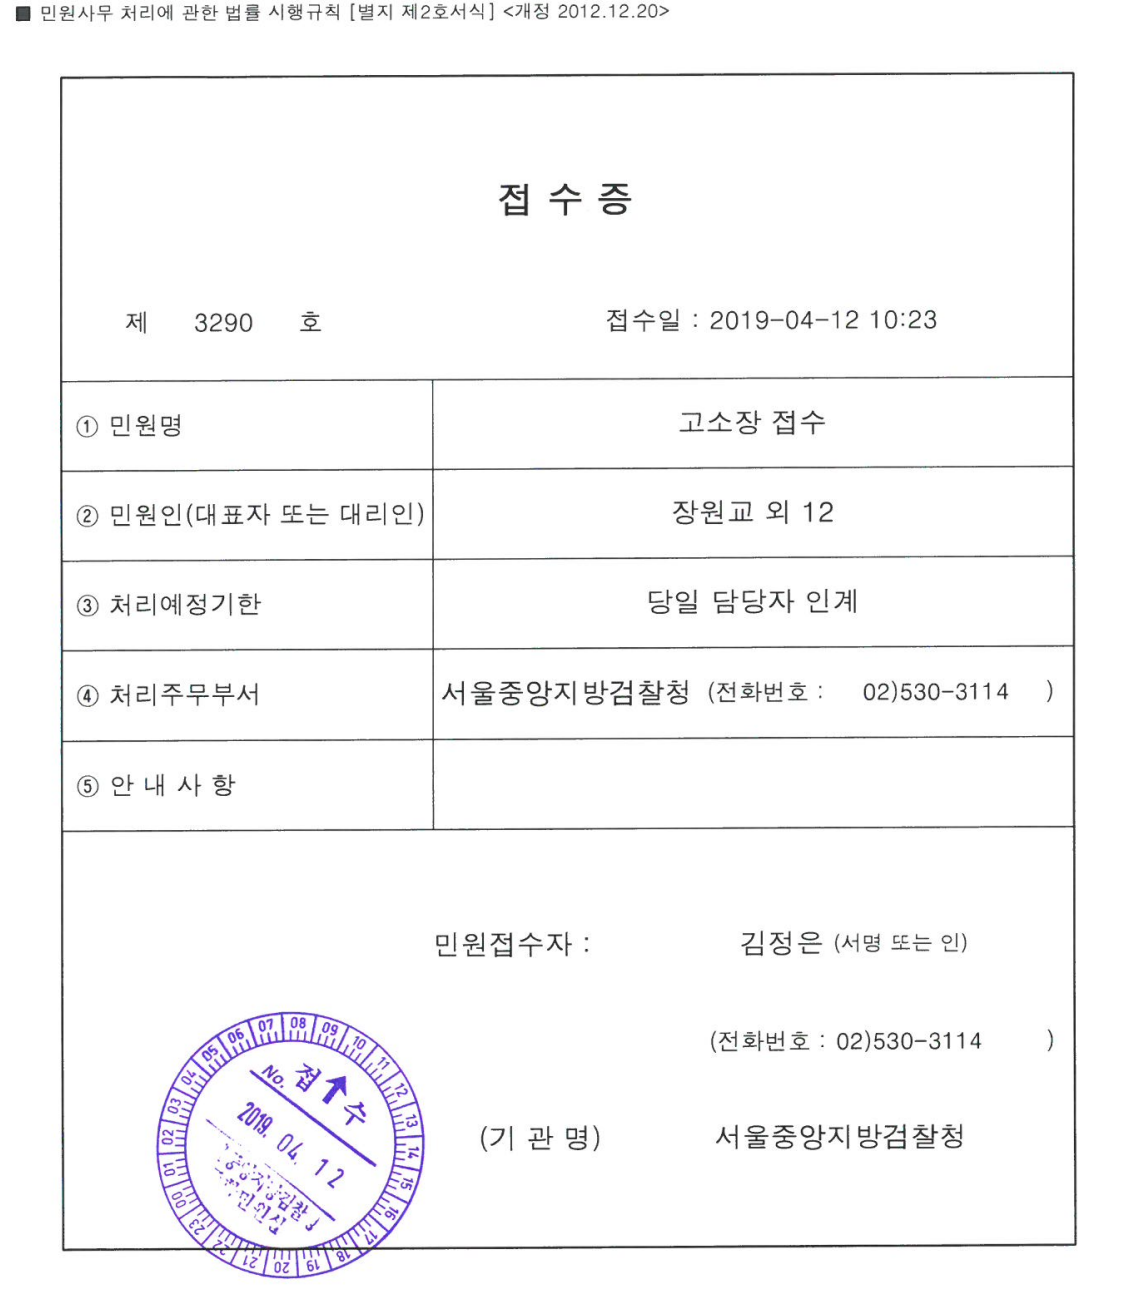 ■ 민원사무 처리에 관한 법률 시행규칙 [별지 제2호서식] <개정 2012.12.20>
접 수 증
제 3290 호 접수일 : 2019-04-12 10:23
① 민원명 고소장 접수
② 민원인(대표자 또는 대리인) 장원교 외 12
③ 처리예정기한 당일 담당자 인계
④ 처리주무부서 서울중앙지방검찰청 (전화번호 : 02)530-3114 )
⑤ 안 내 사 항
민원접수자 : 김정은 (서명 또는 인)
(전화번호 : 02)530-3114 )
(기 관 명) 서울중앙지방검찰청
00 01 02 03 04 05 06 07 08 09 10 11 12 13 14 15 16 17 18 19 20 21 22 23
No. 접 수
2019. 04. 12
민원실